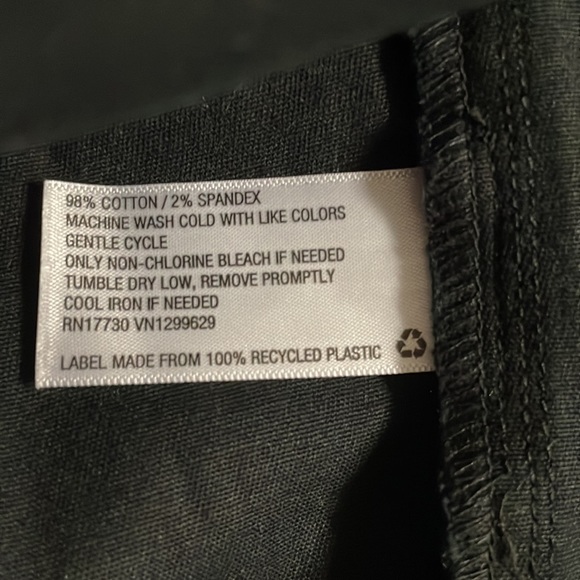 98% COTTON / 2% SPANDEX
MACHINE WASH COLD WITH LIKE COLORS
GENTLE CYCLE
ONLY NON-CHLORINE BLEACH IF NEEDED
TUMBLE DRY LOW, REMOVE PROMPTLY
COOL IRON IF NEEDED
RN17730 VN1299629
LABEL MADE FROM 100% RECYCLED PLASTIC